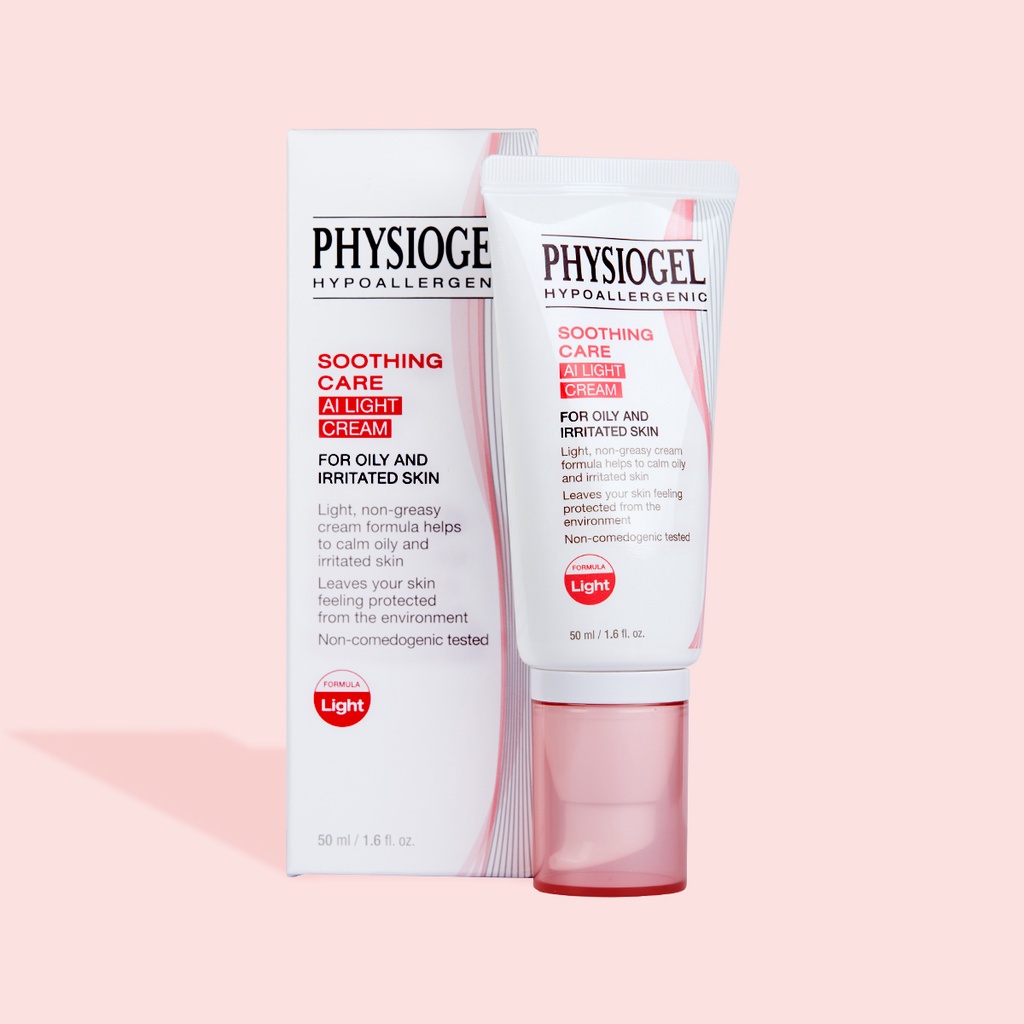 PHYSIOGE
HYPOALLERGEN
SOOTHING
CARE
AI LIGHT
CREAM
FOR OILY AND
IRRITATED SKIN
Light, non-greasy
cream formula helps
to calm oily and
irritated skin
Leaves your skin
feeling protected
from the environment
Non-comedogenic tested
FORMULA
Light
50 ml / 1.6 fl. oz.
PHYSIOGEL
HYPOALLERGENIC
SOOTHING
CARE
AI LIGHT
CREAM
FOR OILY AND
IRRITATED SKIN
Light, non-greasy cream
formula helps to calm oily
and irritated skin
Leaves your skin feeling
protected from the
environment
Non-comedogenic tested
FORMULA
Light
50 ml / 1.6 fl. oz.